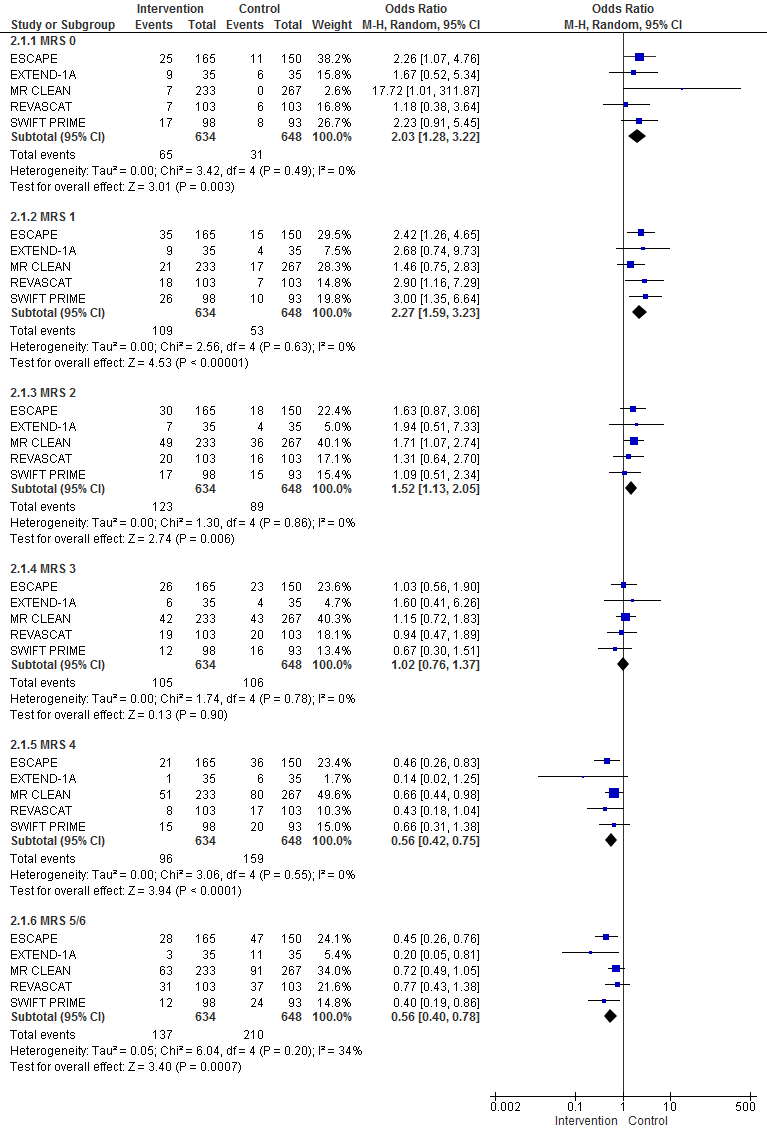 Intervention Control Odds Ratio Odds Ratio
Study or Subgroup Events Total Events Total Weight M-H, Random, 95% CI M-H, Random, 95% CI
2.1.1 MRS 0
ESCAPE 25 165 11 150 38.2% 2.26 [1.07, 4.76]
EXTEND-1A 9 35 6 35 15.8% 1.67 [0.52, 5.34]
MR CLEAN 7 233 0 267 2.6% 17.72 [1.01, 311.87]
REVASCAT 7 103 6 103 16.8% 1.18 [0.38, 3.64]
SWIFT PRIME 17 98 8 93 26.7% 2.23 [0.91, 5.45]
Subtotal (95% CI) 634 648 100.0% 2.03 [1.28, 3.22]
Total events 65 31
Heterogeneity: Tau² = 0.00; Chi² = 3.42, df = 4 (P = 0.49); I² = 0%
Test for overall effect: Z = 3.01 (P = 0.003)
2.1.2 MRS 1
ESCAPE 35 165 15 150 29.5% 2.42 [1.26, 4.65]
EXTEND-1A 9 35 4 35 7.5% 2.68 [0.74, 9.73]
MR CLEAN 21 233 17 267 28.3% 1.46 [0.75, 2.83]
REVASCAT 18 103 7 103 14.8% 2.90 [1.16, 7.29]
SWIFT PRIME 26 98 10 93 19.8% 3.00 [1.35, 6.64]
Subtotal (95% CI) 634 648 100.0% 2.27 [1.59, 3.23]
Total events 109 53
Heterogeneity: Tau² = 0.00; Chi² = 2.56, df = 4 (P = 0.63); I² = 0%
Test for overall effect: Z = 4.53 (P < 0.00001)
2.1.3 MRS 2
ESCAPE 30 165 18 150 22.4% 1.63 [0.87, 3.06]
EXTEND-1A 7 35 4 35 5.0% 1.94 [0.51, 7.33]
MR CLEAN 49 233 36 267 40.1% 1.71 [1.07, 2.74]
REVASCAT 20 103 16 103 17.1% 1.31 [0.64, 2.70]
SWIFT PRIME 17 98 15 93 15.4% 1.09 [0.51, 2.34]
Subtotal (95% CI) 634 648 100.0% 1.52 [1.13, 2.05]
Total events 123 89
Heterogeneity: Tau² = 0.00; Chi² = 1.30, df = 4 (P = 0.86); I² = 0%
Test for overall effect: Z = 2.74 (P = 0.006)
2.1.4 MRS 3
ESCAPE 26 165 23 150 23.6% 1.03 [0.56, 1.90]
EXTEND-1A 6 35 4 35 4.7% 1.60 [0.41, 6.26]
MR CLEAN 42 233 43 267 40.3% 1.15 [0.72, 1.83]
REVASCAT 19 103 20 103 18.1% 0.94 [0.47, 1.89]
SWIFT PRIME 12 98 16 93 13.4% 0.67 [0.30, 1.51]
Subtotal (95% CI) 634 648 100.0% 1.02 [0.76, 1.37]
Total events 105 106
Heterogeneity: Tau² = 0.00; Chi² = 1.74, df = 4 (P = 0.78); I² = 0%
Test for overall effect: Z = 0.13 (P = 0.90)
2.1.5 MRS 4
ESCAPE 21 165 36 150 23.4% 0.46 [0.26, 0.83]
EXTEND-1A 1 35 6 35 1.7% 0.14 [0.02, 1.25]
MR CLEAN 51 233 80 267 49.6% 0.66 [0.44, 0.98]
REVASCAT 8 103 17 103 10.3% 0.43 [0.18, 1.04]
SWIFT PRIME 15 98 20 93 15.0% 0.66 [0.31, 1.38]
Subtotal (95% CI) 634 648 100.0% 0.56 [0.42, 0.75]
Total events 96 159
Heterogeneity: Tau² = 0.00; Chi² = 3.06, df = 4 (P = 0.55); I² = 0%
Test for overall effect: Z = 3.94 (P < 0.0001)
2.1.6 MRS 5/6
ESCAPE 28 165 47 150 24.1% 0.45 [0.26, 0.76]
EXTEND-1A 3 35 11 35 5.4% 0.20 [0.05, 0.81]
MR CLEAN 63 233 91 267 34.0% 0.72 [0.49, 1.05]
REVASCAT 31 103 37 103 21.6% 0.77 [0.43, 1.38]
SWIFT PRIME 12 98 24 93 14.8% 0.40 [0.19, 0.86]
Subtotal (95% CI) 634 648 100.0% 0.56 [0.40, 0.78]
Total events 137 210
Heterogeneity: Tau² = 0.05; Chi² = 6.04, df = 4 (P = 0.20); I² = 34%
Test for overall effect: Z = 3.40 (P = 0.0007)
0.002 0.1 1 10 500
Intervention Control